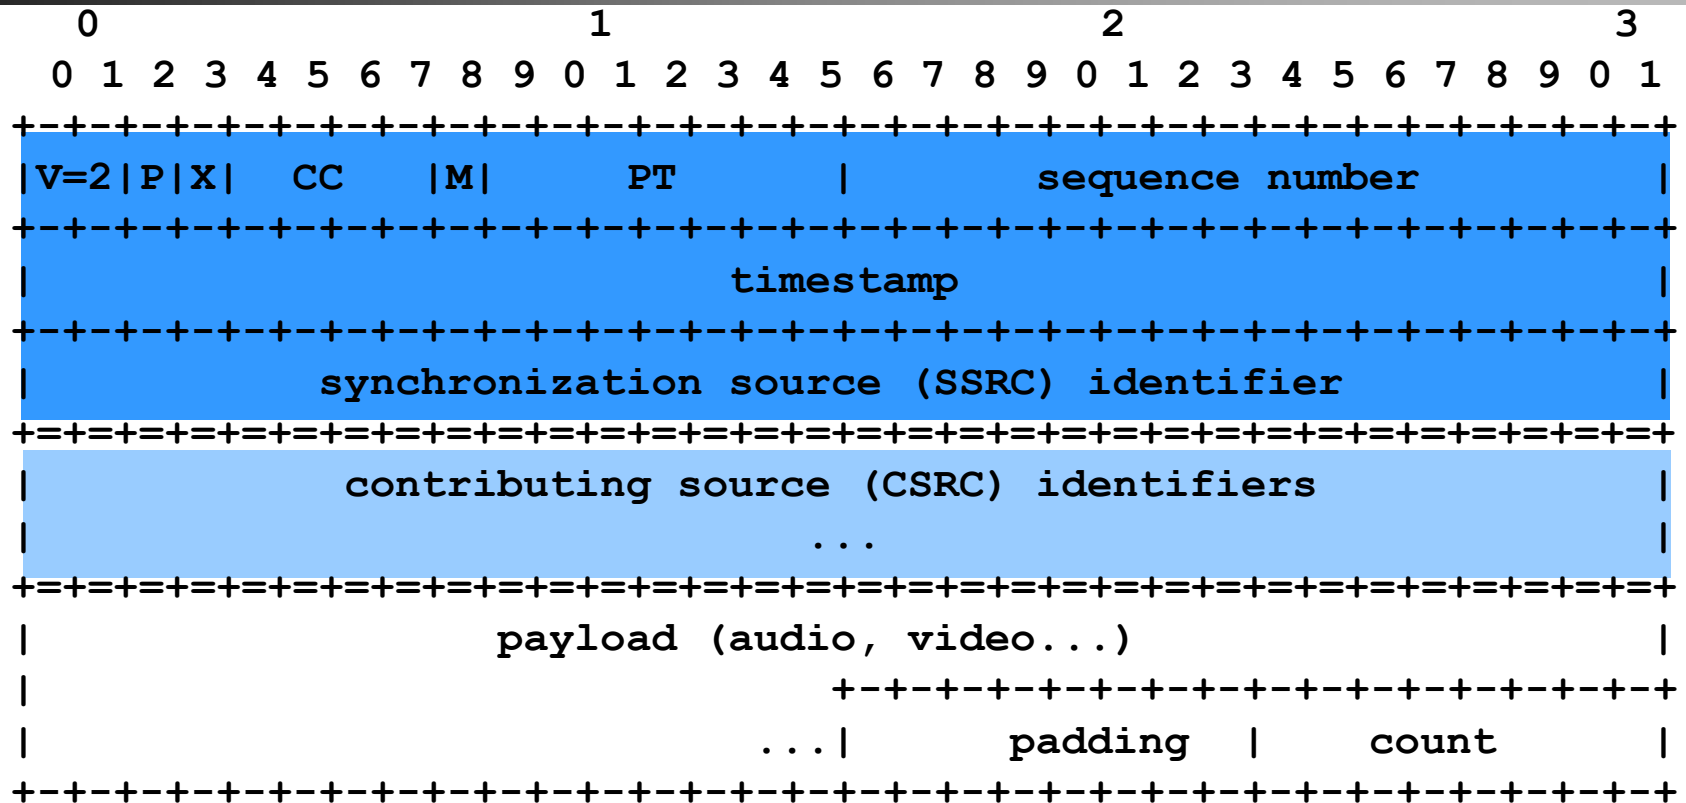 0 1 2 3
0 1 2 3 4 5 6 7 8 9 0 1 2 3 4 5 6 7 8 9 0 1 2 3 4 5 6 7 8 9 0 1
+-+-+-+-+-+-+-+-+-+-+-+-+-+-+-+-+-+-+-+-+-+-+-+-+-+-+-+-+-+-+-+-+
|V=2|P|X|  CC   |M|     PT      |       sequence number         |
+-+-+-+-+-+-+-+-+-+-+-+-+-+-+-+-+-+-+-+-+-+-+-+-+-+-+-+-+-+-+-+-+
|                           timestamp                           |
+-+-+-+-+-+-+-+-+-+-+-+-+-+-+-+-+-+-+-+-+-+-+-+-+-+-+-+-+-+-+-+-+
|           synchronization source (SSRC) identifier            |
+=+=+=+=+=+=+=+=+=+=+=+=+=+=+=+=+=+=+=+=+=+=+=+=+=+=+=+=+=+=+=+=+
|            contributing source (CSRC) identifiers             |
|                              ...                              |
+=+=+=+=+=+=+=+=+=+=+=+=+=+=+=+=+=+=+=+=+=+=+=+=+=+=+=+=+=+=+=+=+
|                  payload (audio, video...)                    |
|                               +-+-+-+-+-+-+-+-+-+-+-+-+-+-+-+-+
|                            ...|      padding  |    count      |
+-+-+-+-+-+-+-+-+-+-+-+-+-+-+-+-+-+-+-+-+-+-+-+-+-+-+-+-+-+-+-+-+